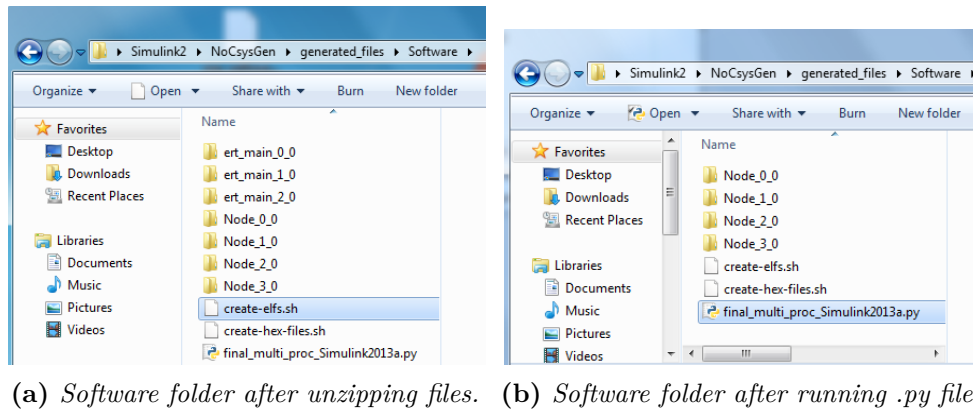 Simulink2 ▸ NoCsysGen ▸ generated_files ▸ Software ▸
Organize ▾ Open ▾ Share with ▾ Burn New folder
Favorites
Desktop
Downloads
Recent Places
Libraries
Documents
Music
Pictures
Videos
Name
ert_main_0_0
ert_main_1_0
ert_main_2_0
Node_0_0
Node_1_0
Node_2_0
Node_3_0
create-elfs.sh
create-hex-files.sh
final_multi_proc_Simulink2013a.py
(a) Software folder after unzipping files.
Simulink2 ▸ NoCsysGen ▸ generated_files ▸ Software ▸
Organize ▾ Open ▾ Share with ▾ Burn New folder
Favorites
Desktop
Downloads
Recent Places
Libraries
Documents
Music
Pictures
Videos
Name
Node_0_0
Node_1_0
Node_2_0
Node_3_0
create-elfs.sh
create-hex-files.sh
final_multi_proc_Simulink2013a.py
(b) Software folder after running .py file